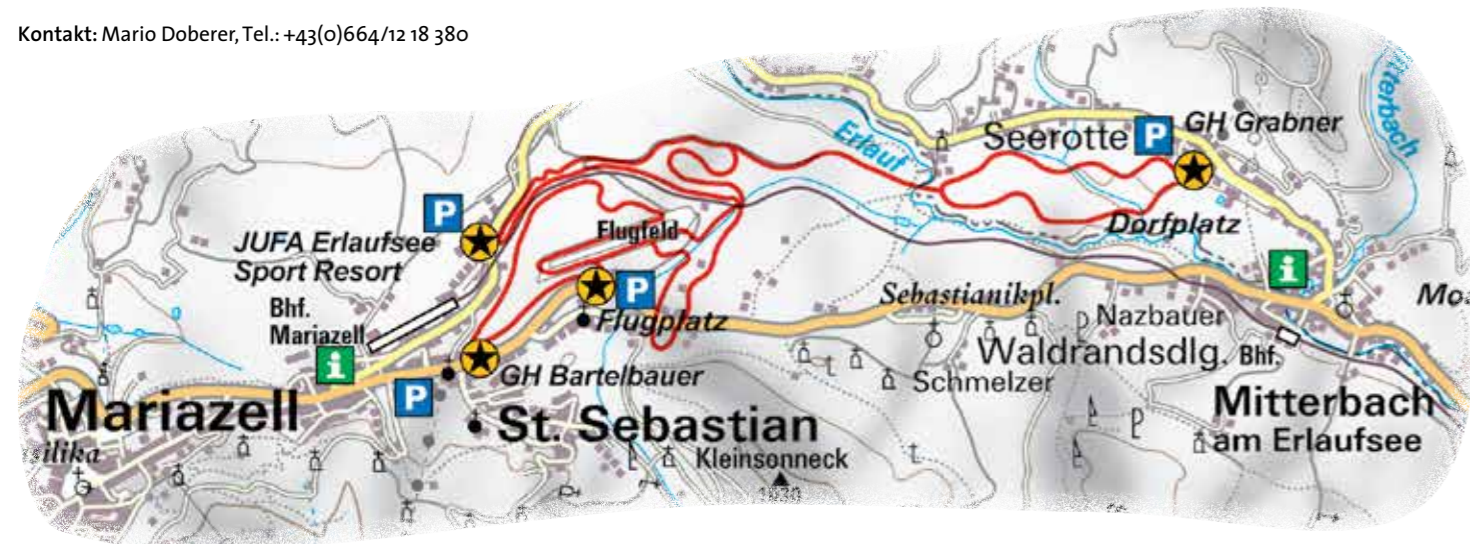 Kontakt: Mario Doberer, Tel.: +43(0)664/12 18 380
Erlauf
Seerotte
P
GH Grabner
P
JUFA Erlaufsee
Sport Resort
Flugfeld
Dorfplatz
i
Bhf.
Mariazell
P
Flugplatz
Sebastianikpl.
Nazbauer
Waldrandsdlg.
Bhf.
Schmelzer
i
P
GH Bartelbauer
Mariazell
St. Sebastian
Mitterbach
am Erlaufsee
Kleinsonneck